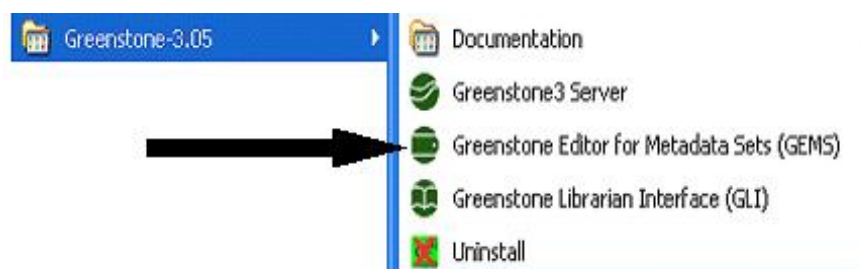 Greenstone-3.05
Documentation
Greenstone3 Server
Greenstone Editor for Metadata Sets (GEMS)
Greenstone Librarian Interface (GLI)
Uninstall